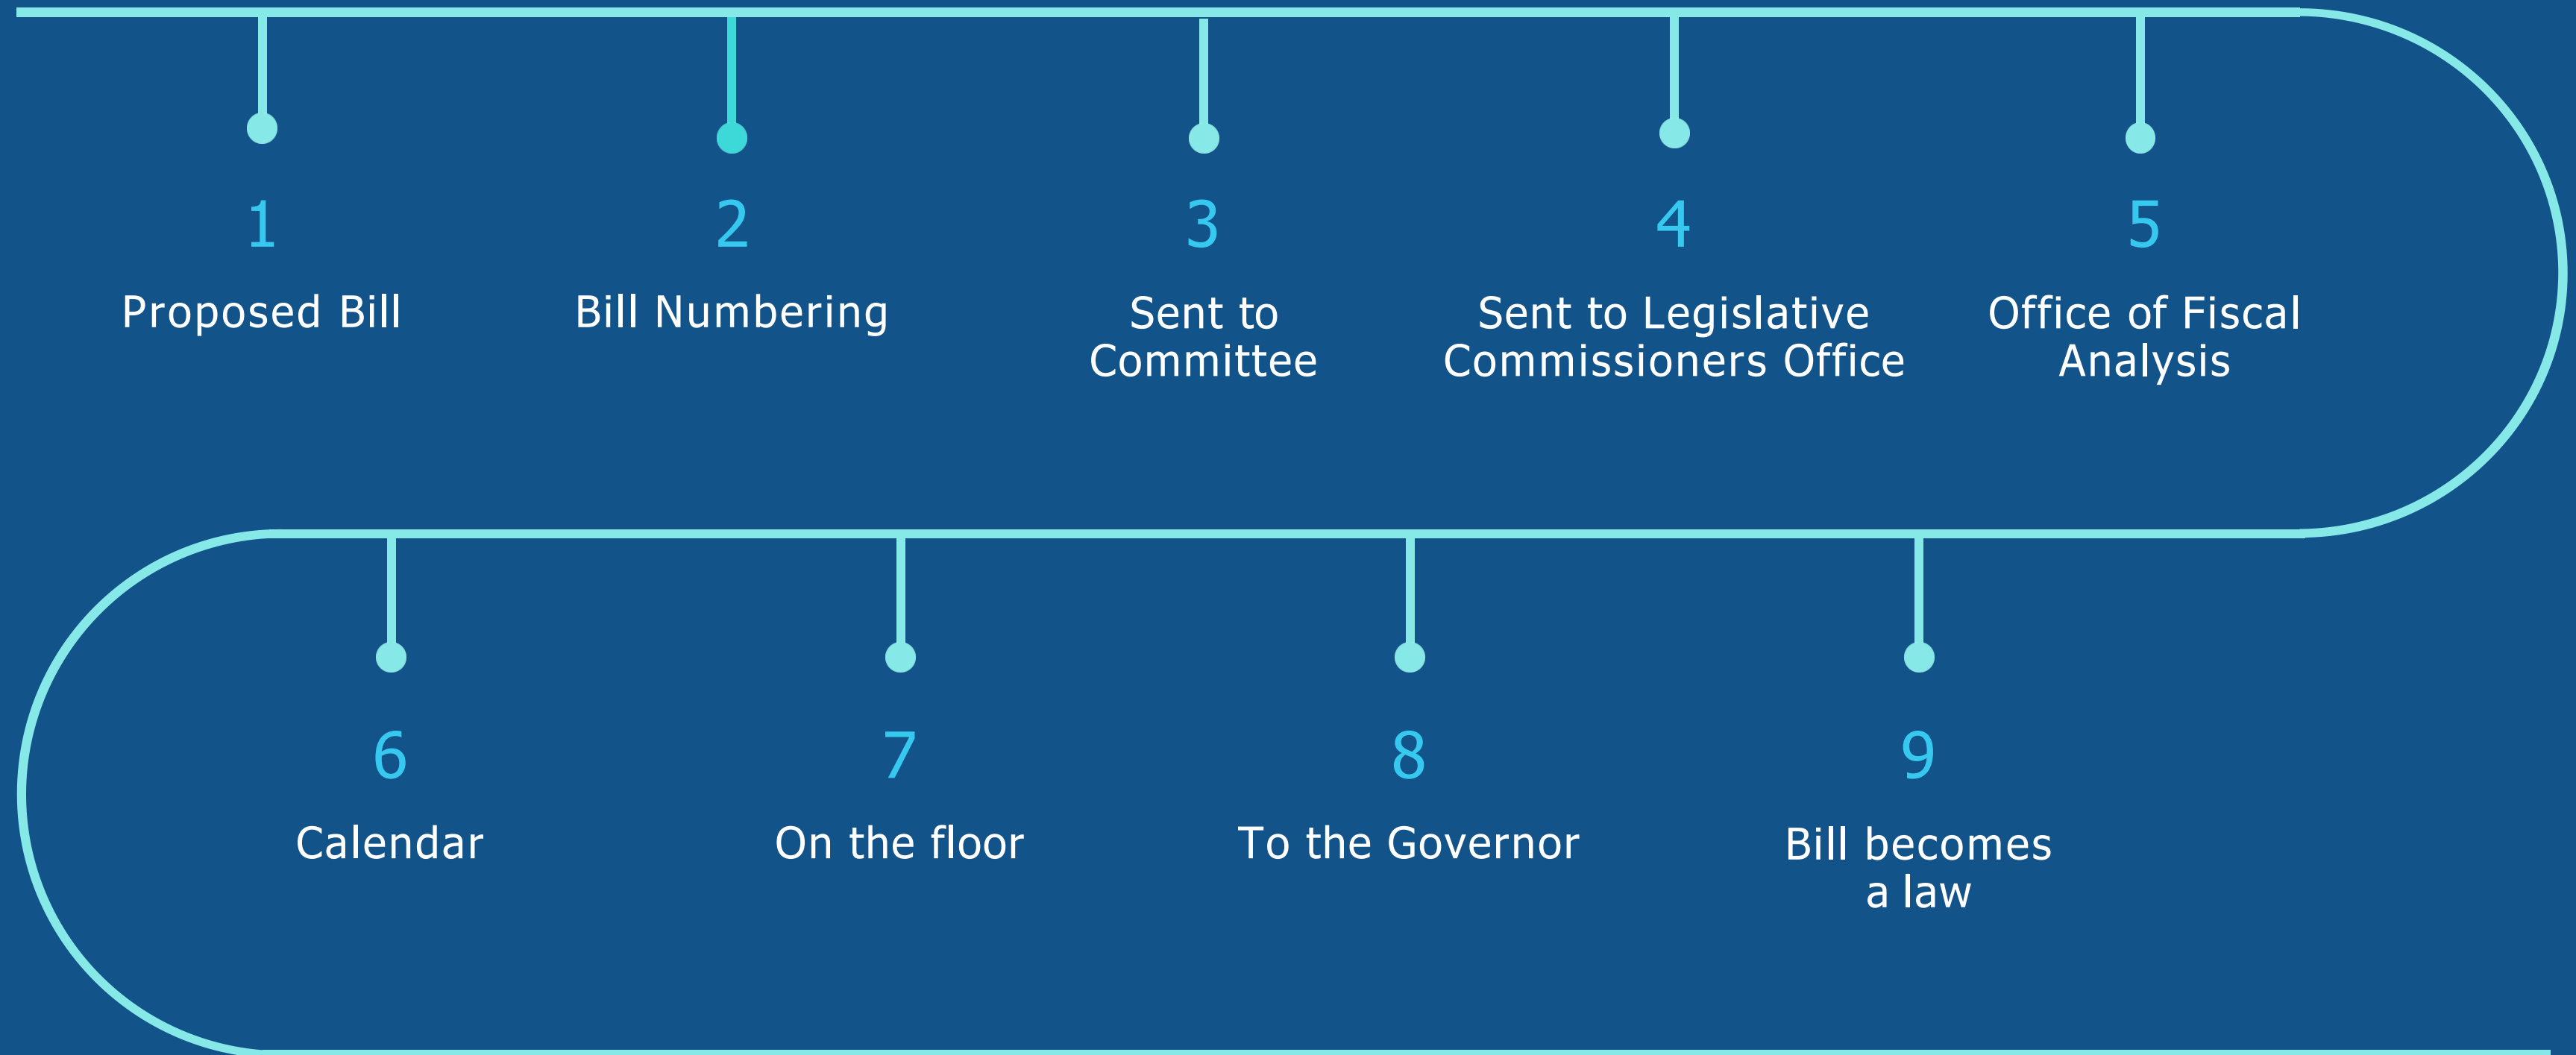 1
Proposed Bill
2
Bill Numbering
3
Sent to
Committee
4
Sent to Legislative
Commissioners Office
5
Office of Fiscal
Analysis
6
Calendar
7
On the floor
8
To the Governor
9
Bill becomes
a law